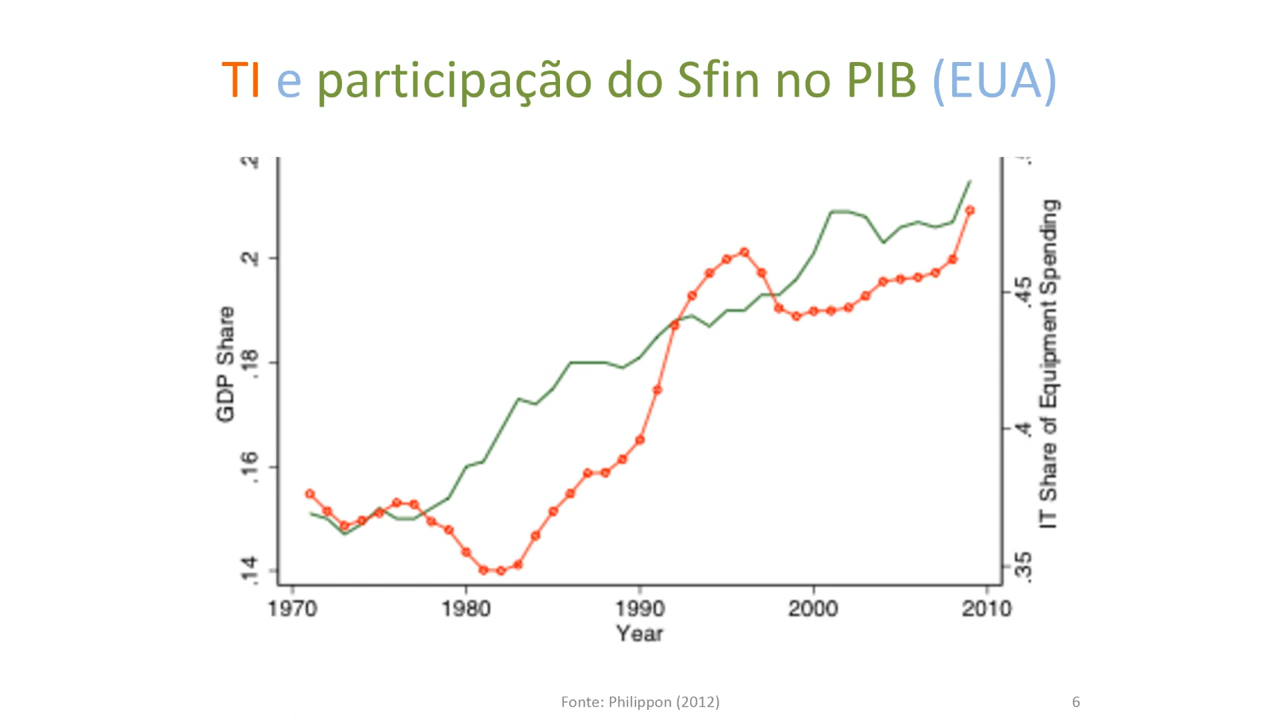 TI e participação do Sfin no PIB (EUA)
GDP Share
.2
.18
.16
.14
IT Share of Equipment Spending
.45
.4
.35
1970 1980 1990 2000 2010
Year
Fonte: Philippon (2012)
6